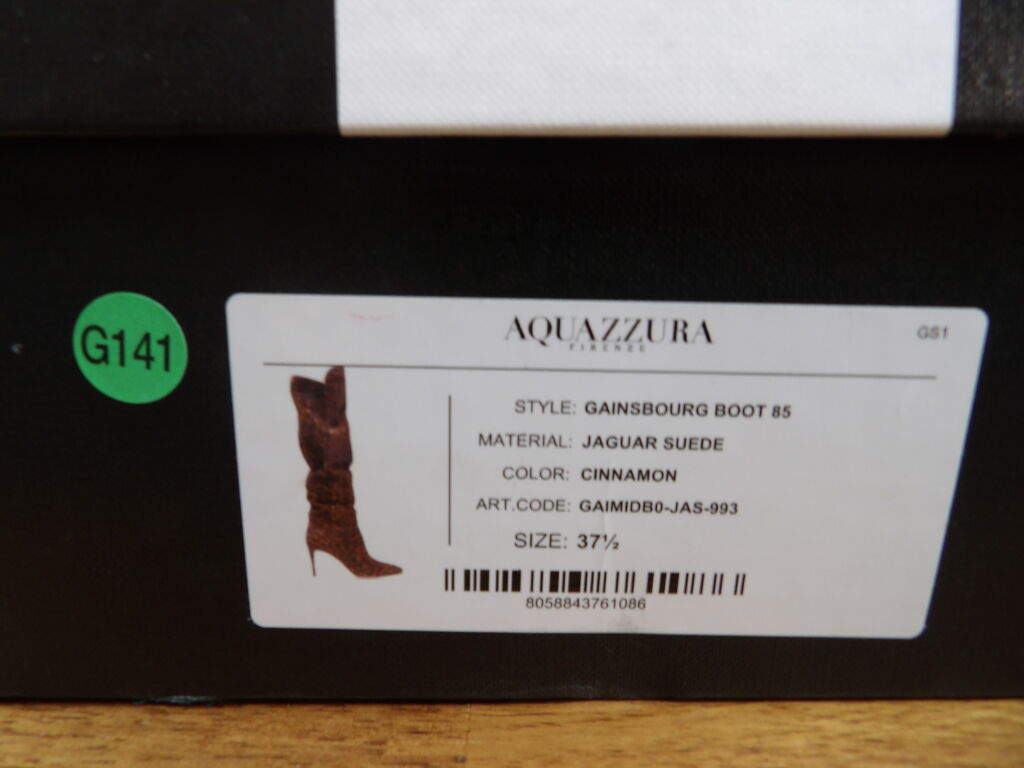 G141
AQUAZZURA
FIRENZE
GS1
STYLE: GAINSBOURG BOOT 85
MATERIAL: JAGUAR SUEDE
COLOR: CINNAMON
ART.CODE: GAIMIDB0-JAS-993
SIZE: 37½
8058843761086